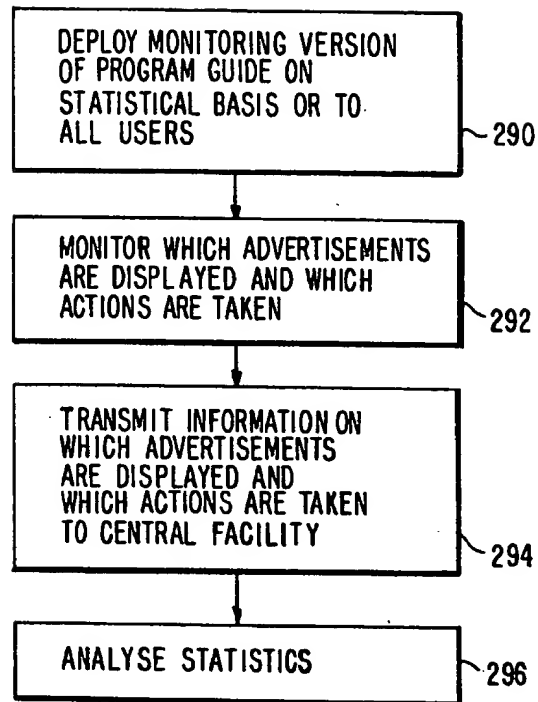 DEPLOY MONITORING VERSION
OF PROGRAM GUIDE ON
STATISTICAL BASIS OR TO
ALL USERS
290
MONITOR WHICH ADVERTISEMENTS
ARE DISPLAYED AND WHICH
ACTIONS ARE TAKEN
292
TRANSMIT INFORMATION ON
WHICH ADVERTISEMENTS
ARE DISPLAYED AND
WHICH ACTIONS ARE TAKEN
TO CENTRAL FACILITY
294
ANALYSE STATISTICS
296